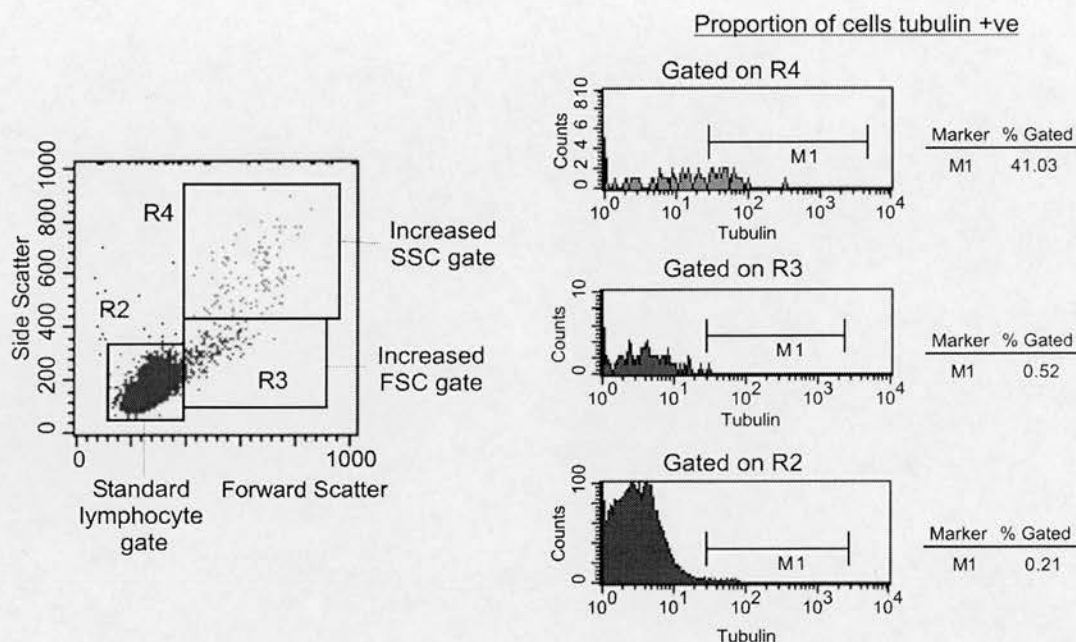 Proportion of cells tubulin +ve
1000
800
600
400
200
0
Side Scatter
R4
R2
R3
0
1000
Forward Scatter
Standard
lymphocyte
gate
Increased
SSC gate
Increased
FSC gate
Gated on R4
Counts
8 10
6
4
2
0
M1
10^0 10^1 10^2 10^3 10^4
Tubulin
Marker % Gated
M1 41.03
Gated on R3
Counts
10
0
M1
10^0 10^1 10^2 10^3 10^4
Tubulin
Marker % Gated
M1 0.52
Gated on R2
Counts
100
0
M1
10^0 10^1 10^2 10^3 10^4
Tubulin
Marker % Gated
M1 0.21